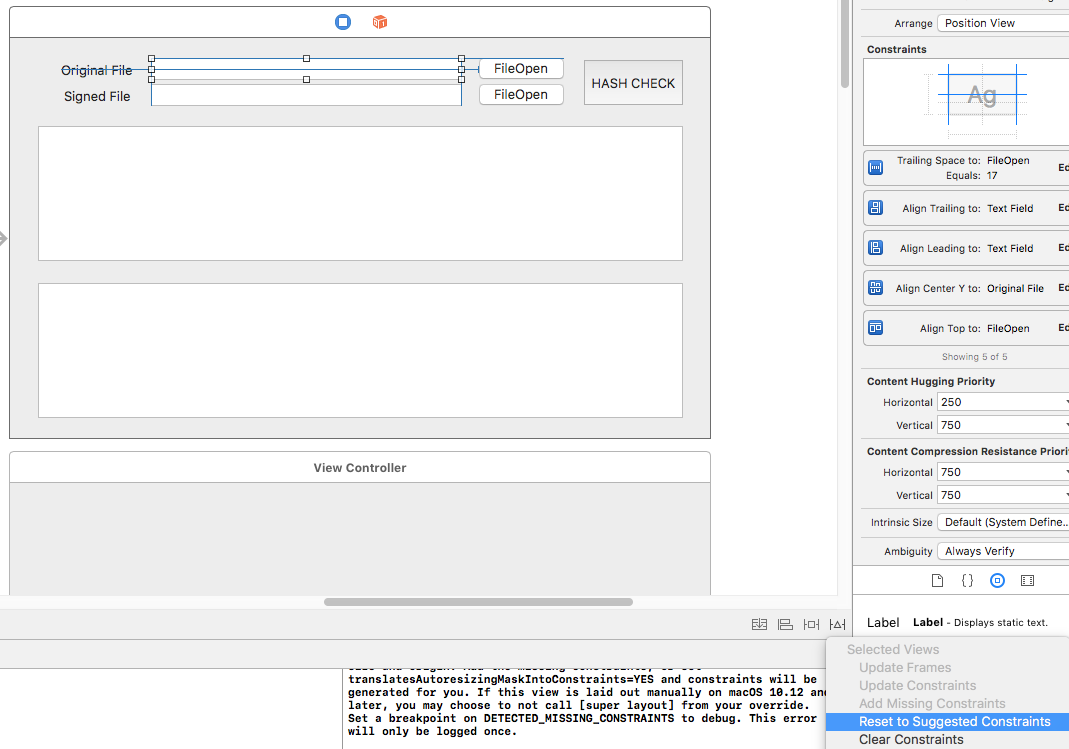 Arrange Position View
Constraints
Original File
FileOpen
HASH CHECK
Signed File
FileOpen
Ag
Trailing Space to: FileOpen
Equals: 17
Align Trailing to: Text Field
Align Leading to: Text Field
Align Center Y to: Original File
Align Top to: FileOpen
Showing 5 of 5
Content Hugging Priority
Horizontal 250
Vertical 750
Content Compression Resistance
Horizontal 750
Vertical 750
Intrinsic Size Default (System Define..
Ambiguity Always Verify
View Controller
{}
Label Label - Displays static text.
translatesAutoresizingMaskIntoConstraints=YES and constraints will be
generated for you. If this view is laid out manually on macOS 10.12 and
later, you may choose to not call [super layout] from your override.
Set a breakpoint on DETECTED_MISSING_CONSTRAINTS to debug. This error
will only be logged once.
Selected Views
Update Frames
Update Constraints
Add Missing Constraints
Reset to Suggested Constraints
Clear Constraints